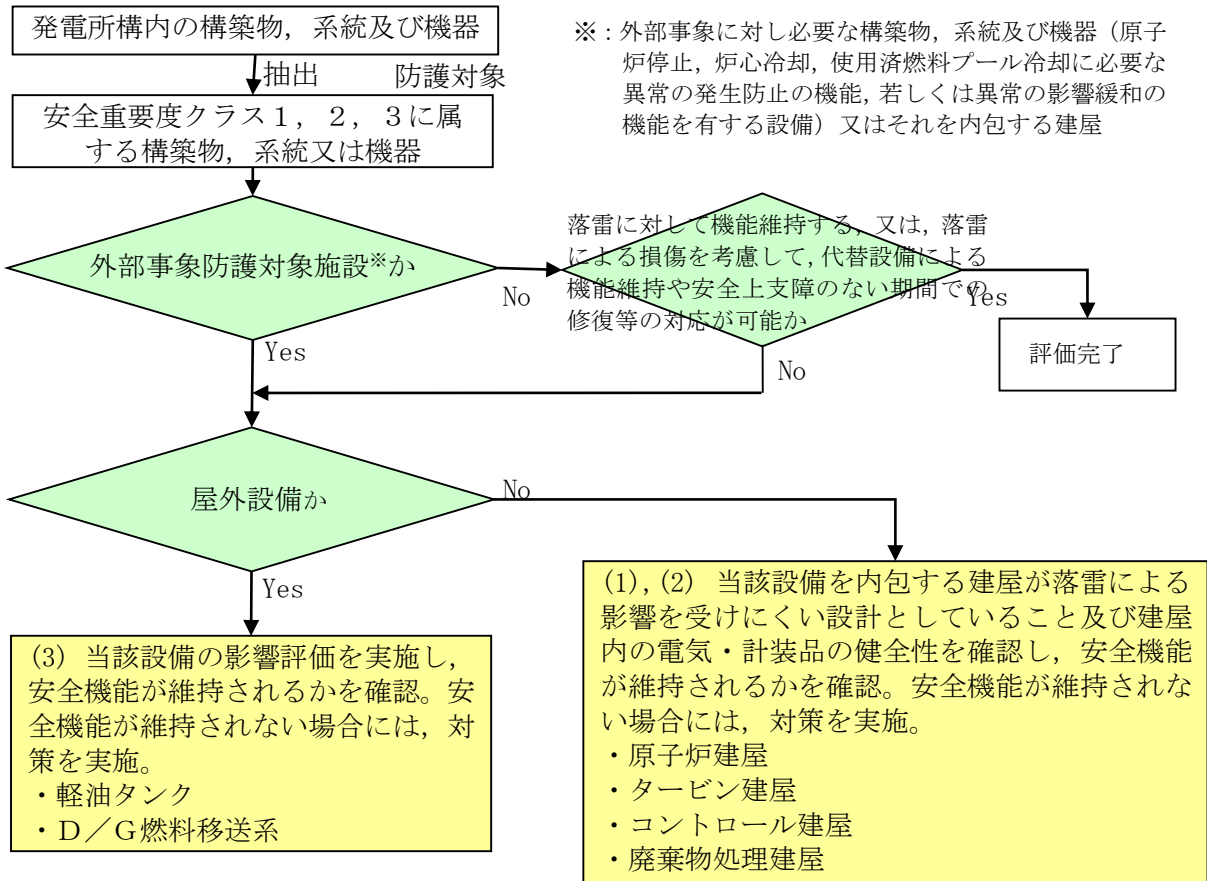 発電所構内の構築物，系統及び機器
抽出
防護対象
安全重要度クラス１，２，３に属
する構築物，系統又は機器
※：外部事象に対し必要な構築物，系統及び機器（原子
炉停止，炉心冷却，使用済燃料プール冷却に必要な
異常の発生防止の機能，若しくは異常の影響緩和の
機能を有する設備）又はそれを内包する建屋
外部事象防護対象施設※か
No
Yes
落雷に対して機能維持する，又は，落雷
による損傷を考慮して，代替設備による
機能維持や安全上支障のない期間での
修復等の対応が可能か
Yes
No
評価完了
屋外設備か
No
Yes
(3) 当該設備の影響評価を実施し，
安全機能が維持されるかを確認。安
全機能が維持されない場合には，対
策を実施。
・軽油タンク
・Ｄ／Ｇ燃料移送系
(1),(2) 当該設備を内包する建屋が落雷による
影響を受けにくい設計としていること及び建屋
内の電気・計装品の健全性を確認し，安全機能
が維持されるかを確認。安全機能が維持されな
い場合には，対策を実施。
・原子炉建屋
・タービン建屋
・コントロール建屋
・廃棄物処理建屋